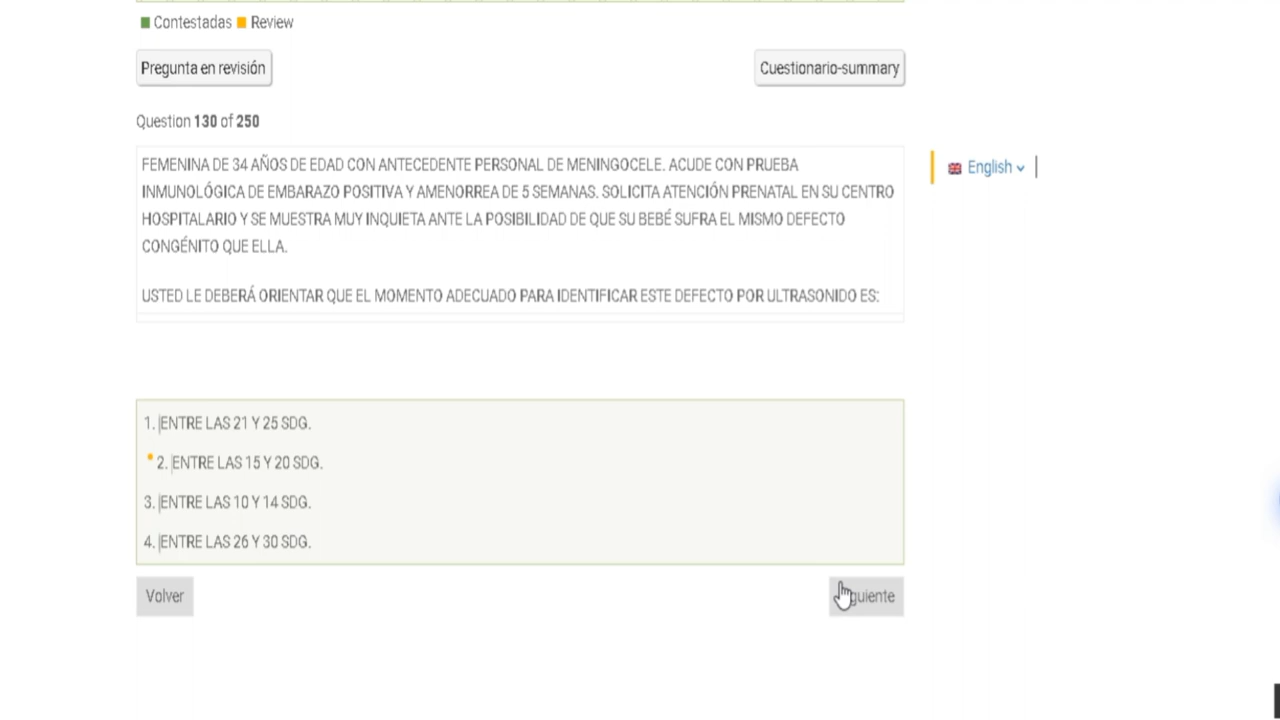 Contestadas Review
Pregunta en revisión
Cuestionario-summary
Question 130 of 250
FEMENINA DE 34 AÑOS DE EDAD CON ANTECEDENTE PERSONAL DE MENINGOCELE. ACUDE CON PRUEBA
INMUNOLÓGICA DE EMBARAZO POSITIVA Y AMENORREA DE 5 SEMANAS. SOLICITA ATENCIÓN PRENATAL EN SU CENTRO
HOSPITALARIO Y SE MUESTRA MUY INQUIETA ANTE LA POSIBILIDAD DE QUE SU BEBÉ SUFRA EL MISMO DEFECTO
CONGÉNITO QUE ELLA.
USTED LE DEBERÁ ORIENTAR QUE EL MOMENTO ADECUADO PARA IDENTIFICAR ESTE DEFECTO POR ULTRASONIDO ES:
English
1. ENTRE LAS 21 Y 25 SDG.
2. ENTRE LAS 15 Y 20 SDG.
3. ENTRE LAS 10 Y 14 SDG.
4. ENTRE LAS 26 Y 30 SDG.
Volver
guiente